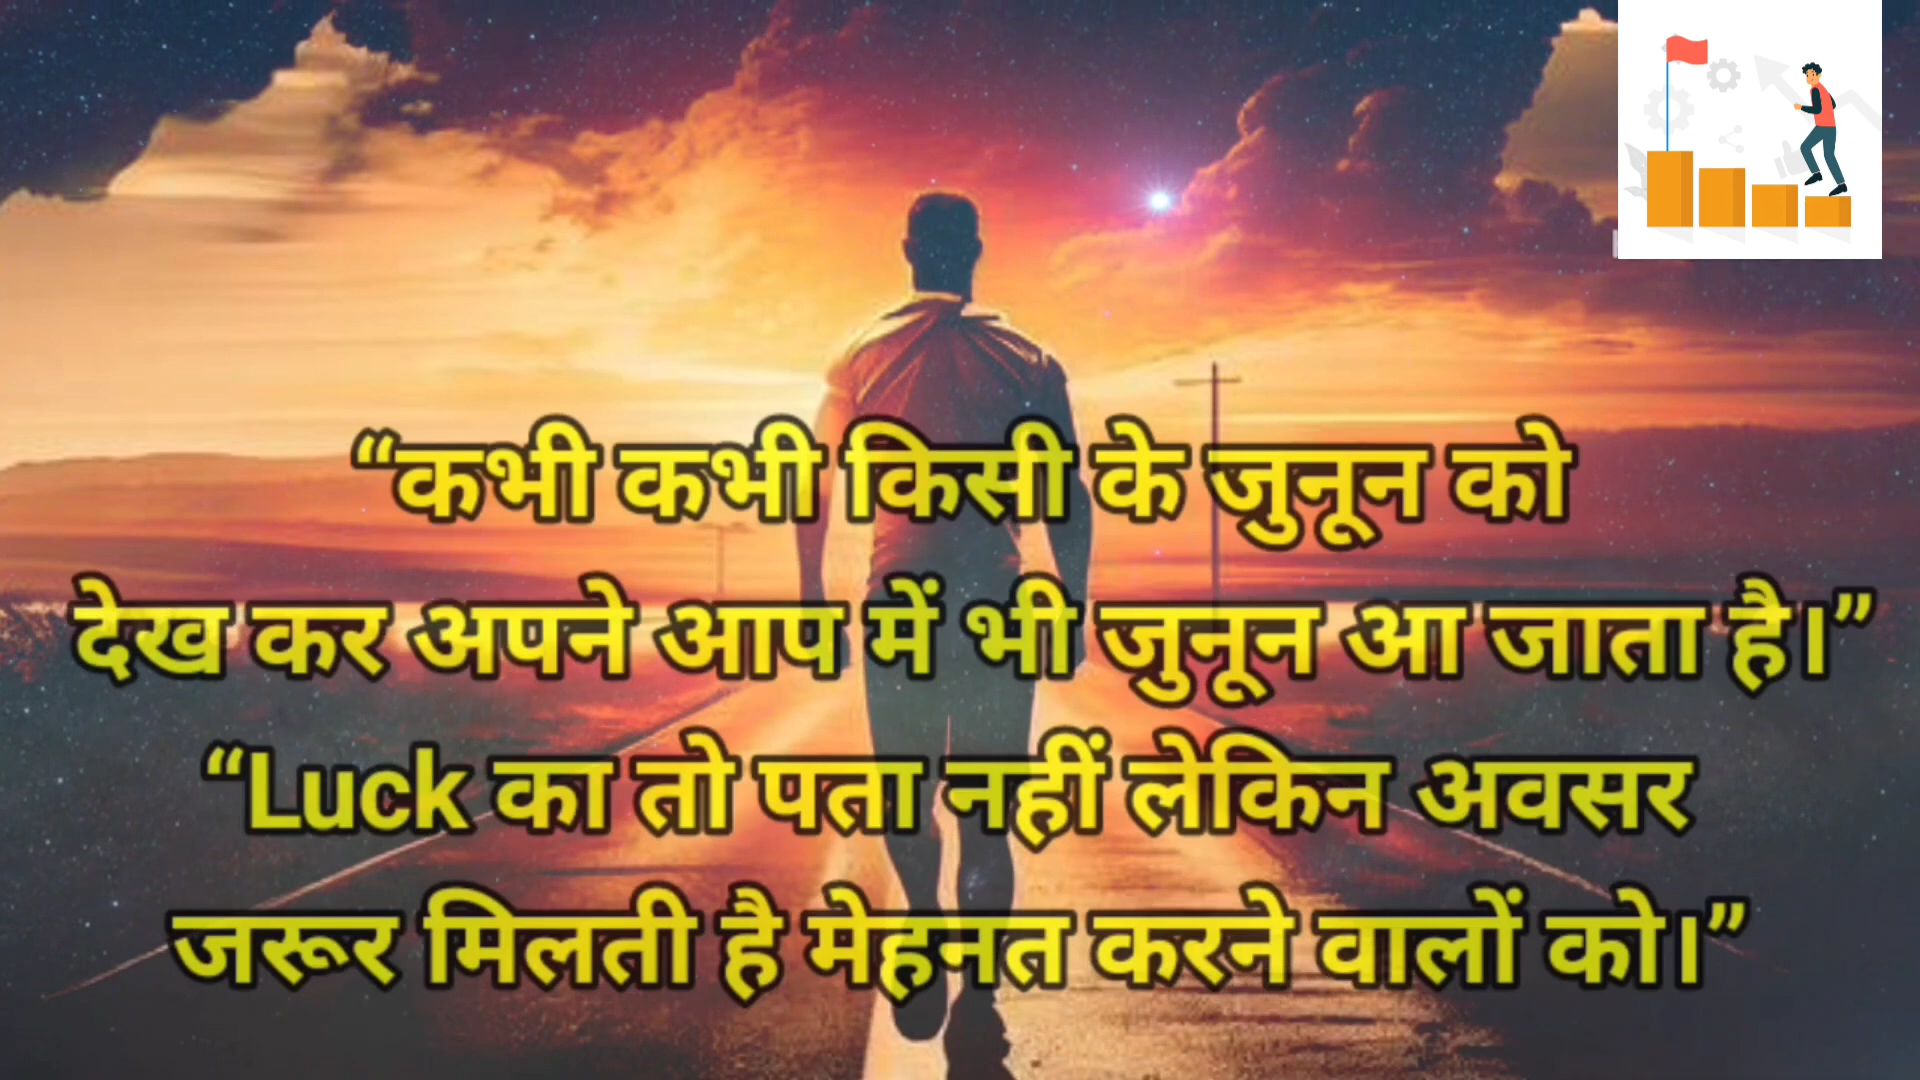 “कभी कभी किसी के जुनून को
देख कर अपने आप में भी जुनून आ जाता है।”
“Luck का तो पता नहीं लेकिन अवसर
जरूर मिलती है मेहनत करने वालों को।”